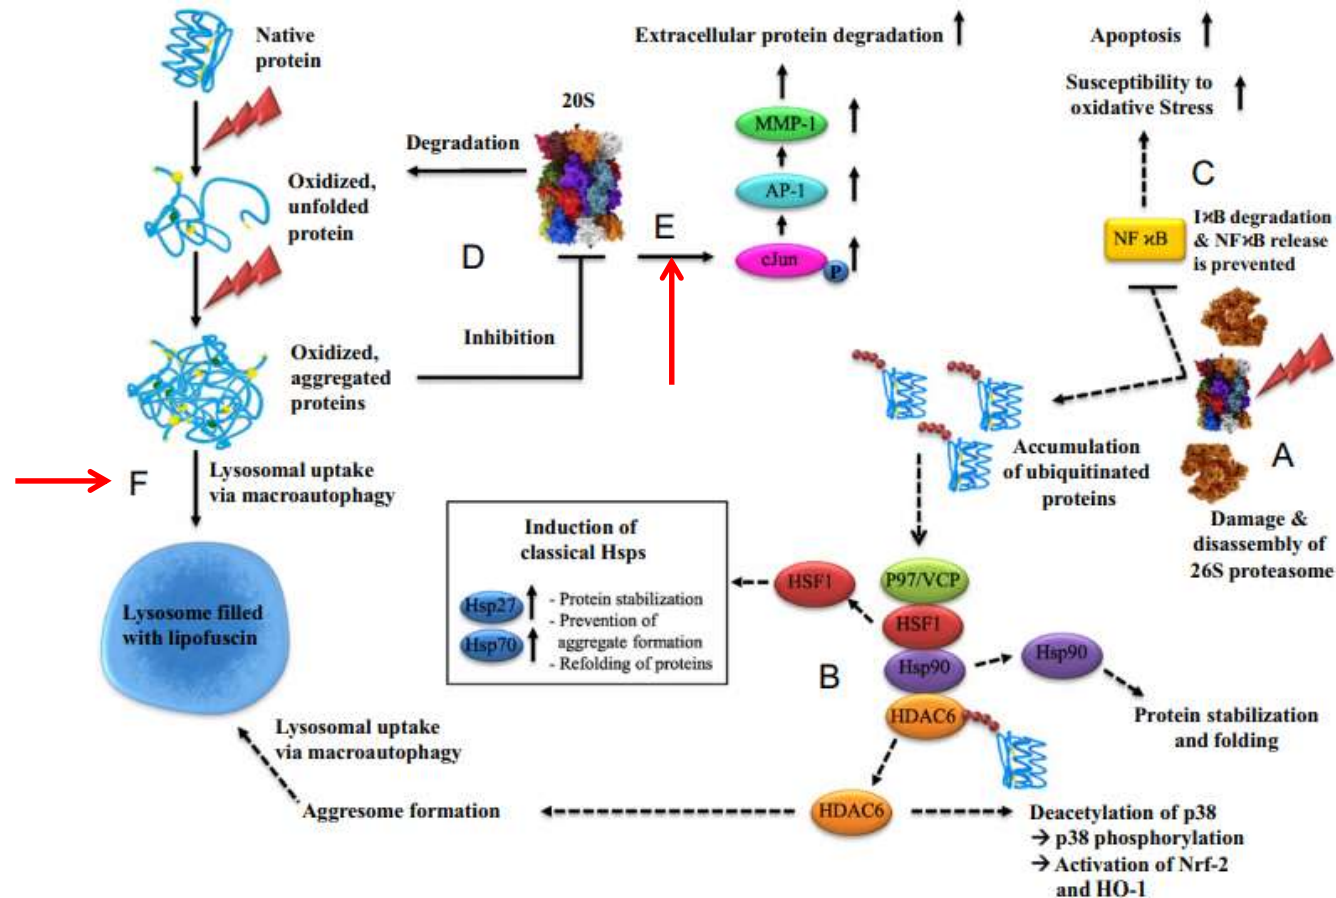 Native
protein
Oxidized,
unfolded
protein
Oxidized,
aggregated
proteins
F
Lysosomal uptake
via macroautophagy
Lysosome filled
with lipofuscin
Degradation
20S
D
Inhibition
E
Extracellular protein degradation
MMP-1
AP-1
cJun
P
Apoptosis
Susceptibility to
oxidative Stress
C
NF ϰB
IϰB degradation
& NFϰB release
is prevented
A
Damage &
disassembly of
26S proteasome
Accumulation
of ubiquitinated
proteins
Induction of
classical Hsps
Hsp27
Hsp70
- Protein stabilization
- Prevention of
aggregate formation
- Refolding of proteins
HSF1
P97/VCP
HSF1
Hsp90
HDAC6
B
Hsp90
Protein stabilization
and folding
Lysosomal uptake
via macroautophagy
Aggresome formation
HDAC6
Deacetylation of p38
→ p38 phosphorylation
→ Activation of Nrf-2
and HO-1